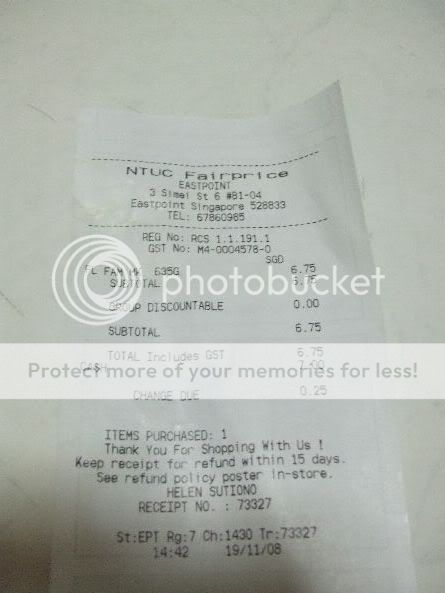 NTUC Fairprice
EASTPOINT
3 Simei St 6 #B1-04
Eastpoint Singapore 528833
TEL: 67860985
REG No: RCS 1.1.191.1
GST No: M4-0004578-0
SGD
FL FAM MK 635G 6.75
SUBTOTAL 6.75
GROUP DISCOUNTABLE 0.00
SUBTOTAL 6.75
TOTAL Includes GST 6.75
CASH 7.00
CHANGE DUE 0.25
ITEMS PURCHASED: 1
Thank You For Shopping With Us !
Keep receipt for refund within 15 days.
See refund policy poster in-store.
HELEN SUTIONO
RECEIPT NO. : 73327
St:EPT Rg:7 Ch:1430 Tr:73327
14:42 19/11/08
photobucket
Protect more of your memories for less!